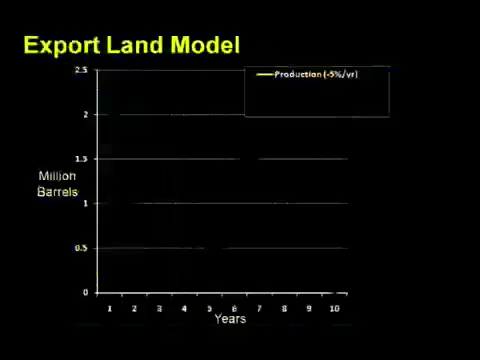 Export Land Model
Production (-5%/yr)
2.5
2
1.5
1
0.5
0
Million
Barrels
1 2 3 4 5 6 7 8 9 10
Years